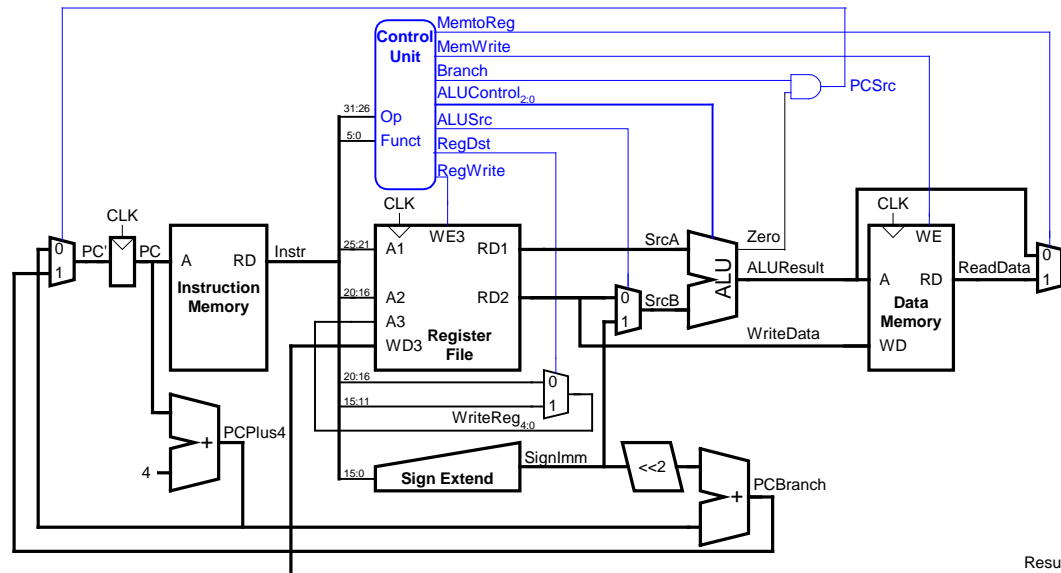 MemtoReg
Control Unit
MemWrite
Branch
ALUControl2:0
PCSrc
31:26
Op
ALUSrc
5:0
Funct
RegDst
RegWrite
CLK
CLK
CLK
0
1
PC'
PC
A
RD
Instruction Memory
Instr
25:21
A1
WE3
RD1
SrcA
Zero
WE
0
1
20:16
A2
RD2
0
1
SrcB
ALU
ALUResult
A
RD
ReadData
Data Memory
A3
WD3
Register File
WriteData
WD
20:16
0
15:11
1
WriteReg4:0
PCPlus4
+
4
SignImm
15:0
Sign Extend
<<2
+
PCBranch
Resu